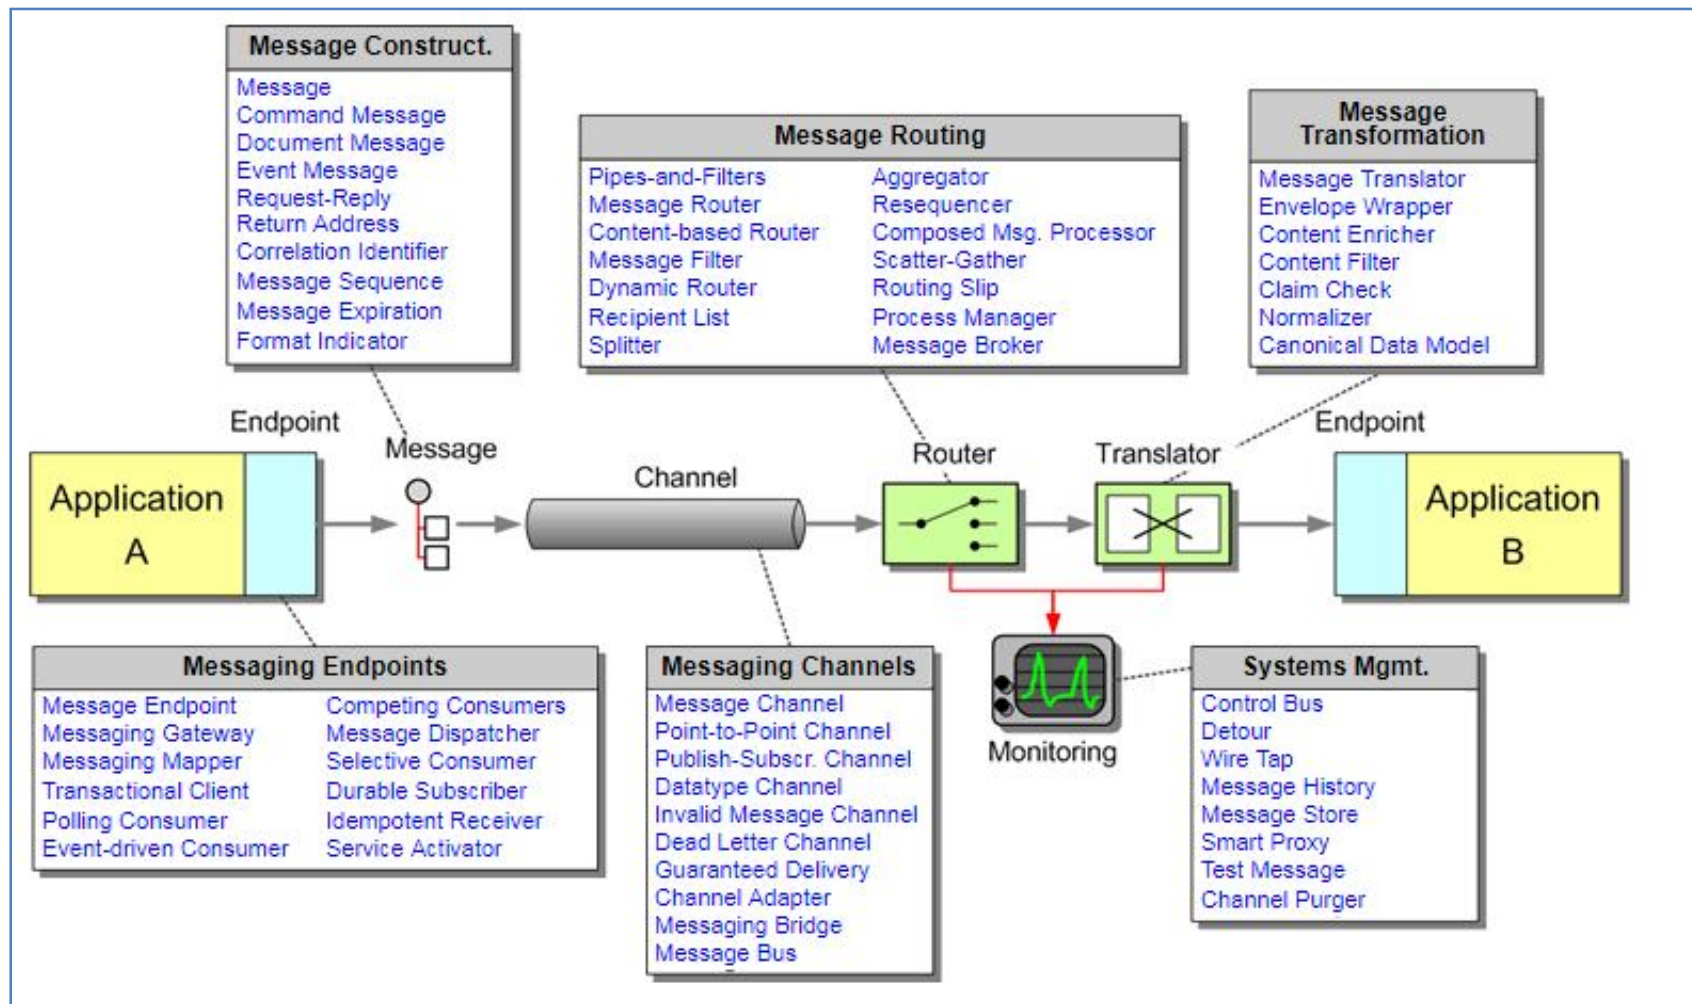 Message Construct.
Message
Command Message
Document Message
Event Message
Request-Reply
Return Address
Correlation Identifier
Message Sequence
Message Expiration
Format Indicator
Message Routing
Pipes-and-Filters
Message Router
Content-based Router
Message Filter
Dynamic Router
Recipient List
Splitter
Aggregator
Resequencer
Composed Msg. Processor
Scatter-Gather
Routing Slip
Process Manager
Message Broker
Message
Transformation
Message Translator
Envelope Wrapper
Content Enricher
Content Filter
Claim Check
Normalizer
Canonical Data Model
Endpoint
Application
A
Message
Channel
Router
Translator
Endpoint
Application
B
Messaging Endpoints
Message Endpoint
Messaging Gateway
Messaging Mapper
Transactional Client
Polling Consumer
Event-driven Consumer
Competing Consumers
Message Dispatcher
Selective Consumer
Durable Subscriber
Idempotent Receiver
Service Activator
Messaging Channels
Message Channel
Point-to-Point Channel
Publish-Subscr. Channel
Datatype Channel
Invalid Message Channel
Dead Letter Channel
Guaranteed Delivery
Channel Adapter
Messaging Bridge
Message Bus
Monitoring
Systems Mgmt.
Control Bus
Detour
Wire Tap
Message History
Message Store
Smart Proxy
Test Message
Channel Purger